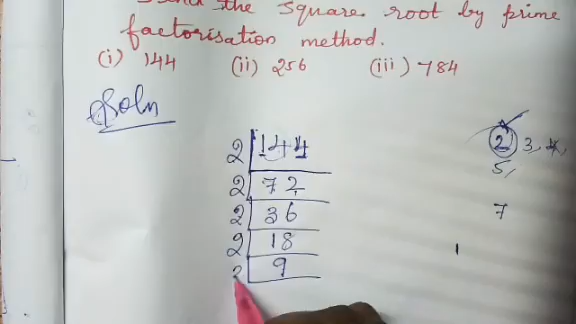 the square root by prime
factorisation method.
(i) 144 (ii) 256 (iii) 784
Soln
2 144
2 72
2 36
2 18
9
2 3, 4,
5,
7